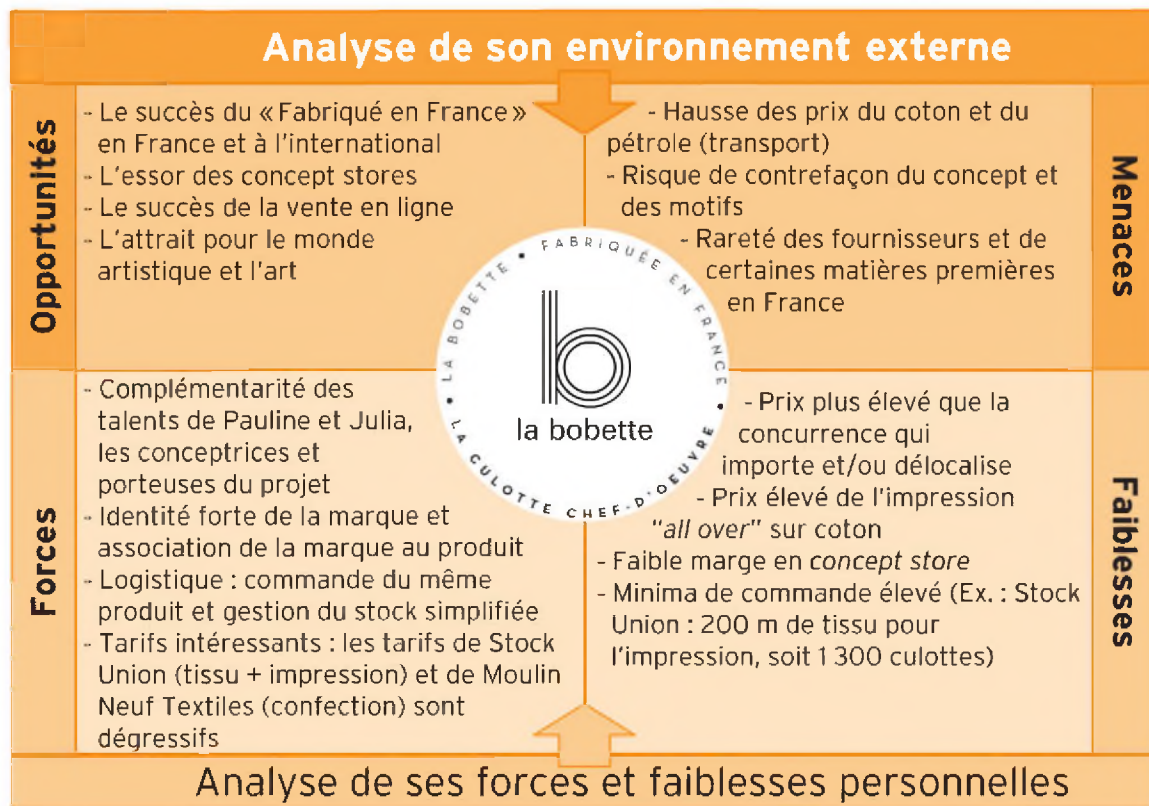 Analyse de son environnement externe
Opportunités
- Le succès du « Fabriqué en France »
en France et à l'international
- L'essor des concept stores
- Le succès de la vente en ligne
- L'attrait pour le monde
artistique et l'art
- Hausse des prix du coton et du
pétrole (transport)
- Risque de contrefaçon du concept et
des motifs
- Rareté des fournisseurs et de
certaines matières premières
en France
Menaces
• LA BOBETTE • FABRIQUÉE EN FRANCE
• LA CULOTTE CHEF-D'OEUVRE •
la bobette
Forces
- Complémentarité des
talents de Pauline et Julia,
les conceptrices et
porteuses du projet
- Identité forte de la marque et
association de la marque au produit
- Logistique : commande du même
produit et gestion du stock simplifiée
- Tarifs intéressants : les tarifs de Stock
Union (tissu + impression) et de Moulin
Neuf Textiles (confection) sont
dégressifs
- Prix plus élevé que la
concurrence qui
importe et/ou délocalise
- Prix élevé de l'impression
"all over" sur coton
- Faible marge en concept store
- Minima de commande élevé (Ex. : Stock
Union : 200 m de tissu pour
l'impression, soit 1 300 culottes)
Faiblesses
Analyse de ses forces et faiblesses personnelles